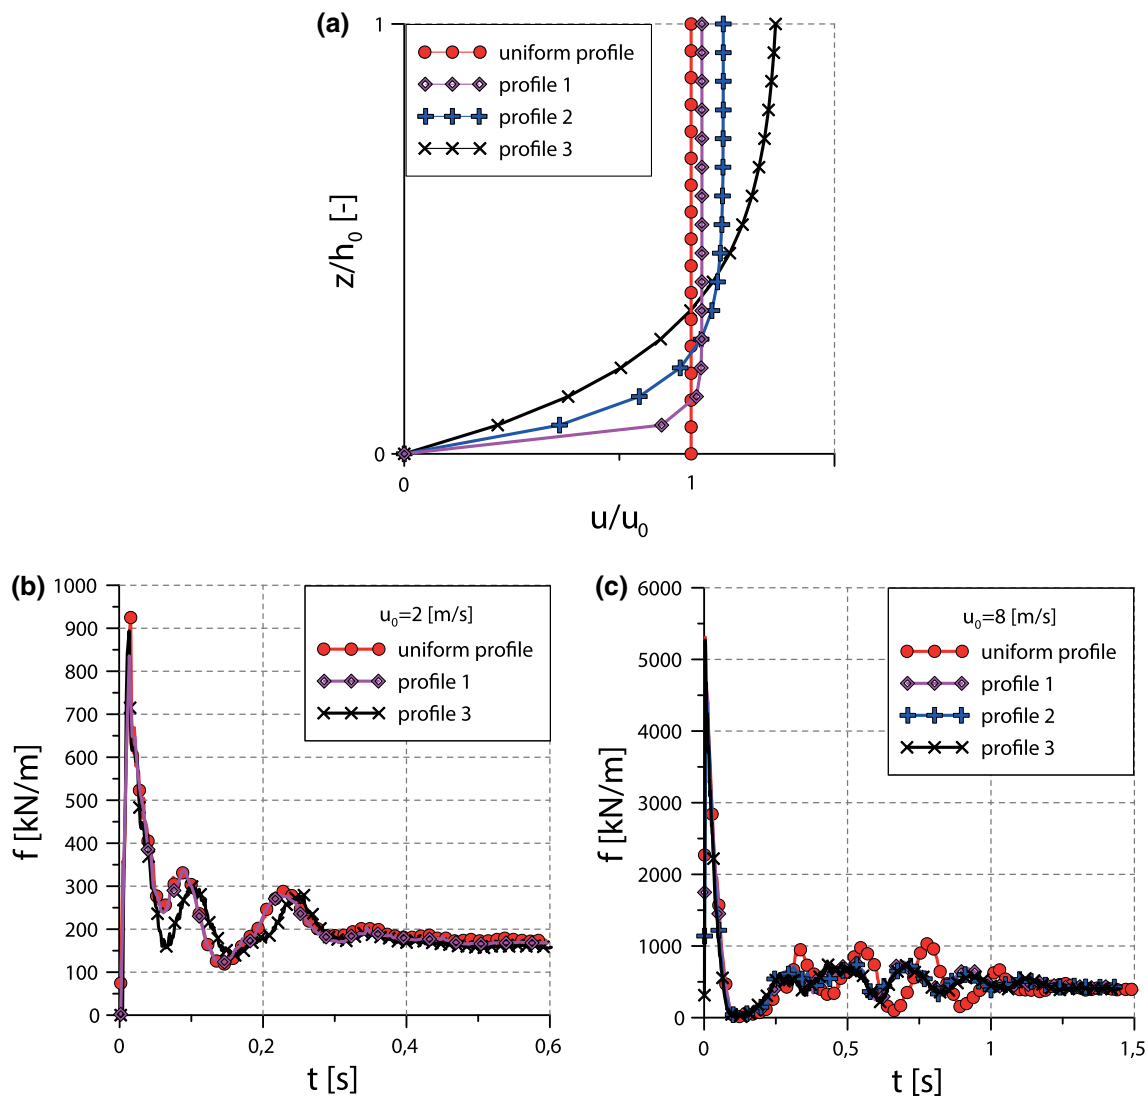 (a)
1
uniform profile
profile 1
profile 2
profile 3
z/h0 [-]
0
0
1
u/u0
(b)
1000
900
800
700
600
500
400
300
200
100
0
f [kN/m]
u0=2 [m/s]
uniform profile
profile 1
profile 3
0
0,2
0,4
0,6
t [s]
(c)
6000
5000
4000
3000
2000
1000
0
f [kN/m]
u0=8 [m/s]
uniform profile
profile 1
profile 2
profile 3
0
0,5
1
1,5
t [s]